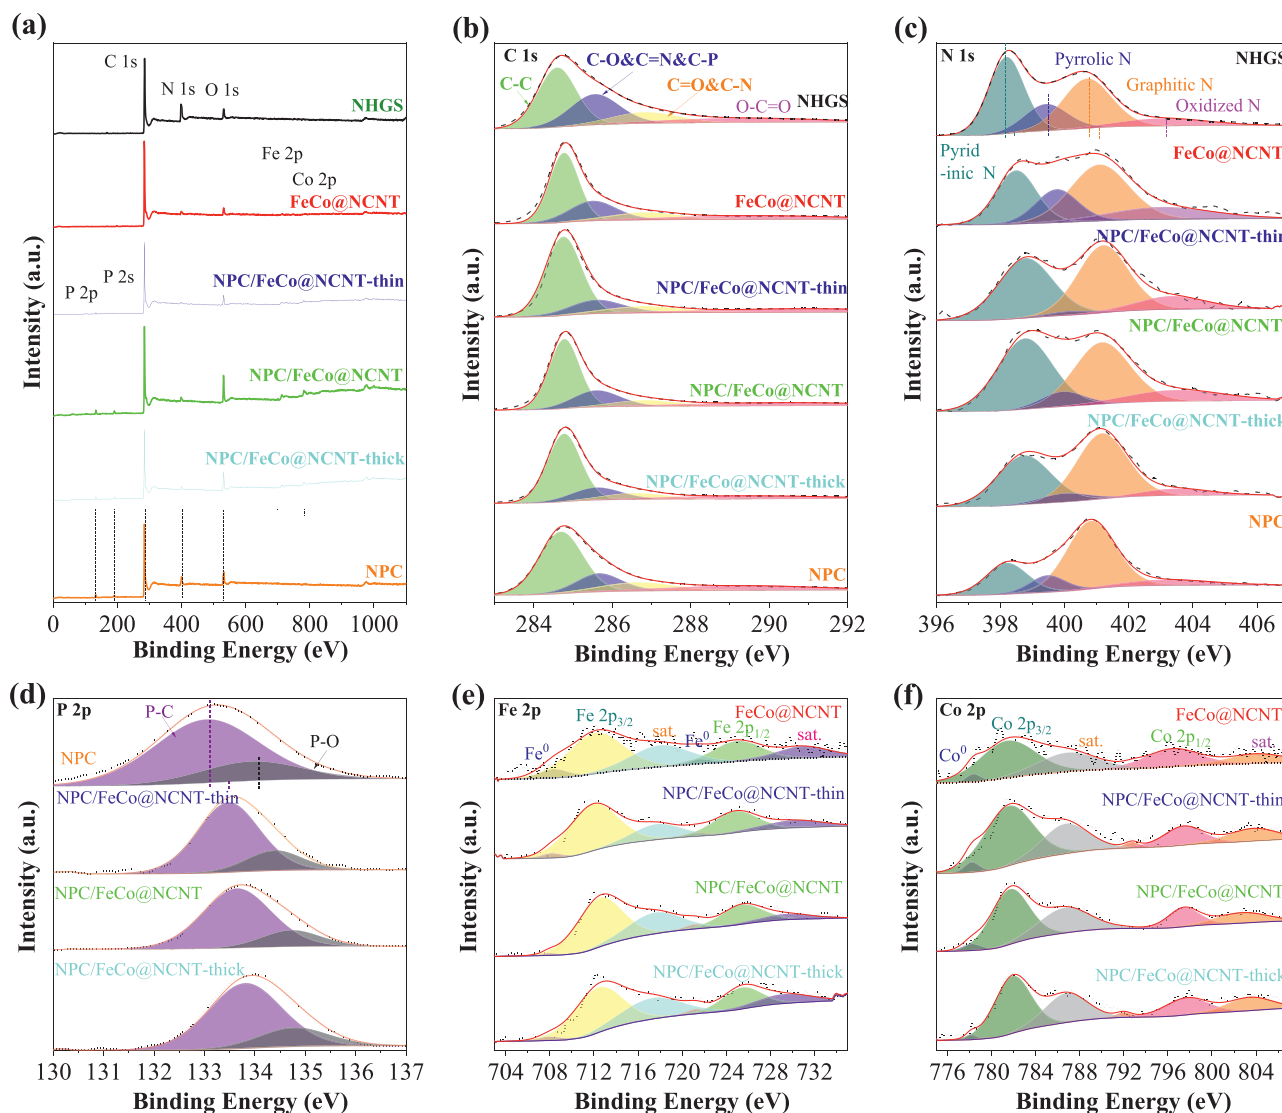 (a)
C 1s
N 1s
O 1s
NHGS
Fe 2p
Co 2p
FeCo@NCNT
P 2s
P 2p
NPC/FeCo@NCNT-thin
NPC/FeCo@NCNT
NPC/FeCo@NCNT-thick
NPC
Intensity (a.u.)
0 200 400 600 800 1000
Binding Energy (eV)
(b)
C 1s
C-O&C=N&C-P
C-C
C=O&C-N
O-C=O
NHGS
FeCo@NCNT
NPC/FeCo@NCNT-thin
NPC/FeCo@NCNT
NPC/FeCo@NCNT-thick
NPC
Intensity (a.u.)
284 286 288 290 292
Binding Energy (eV)
(c)
N 1s
NHGS
Pyrrolic N
Graphitic N
Oxidized N
Pyrid
-inic N
FeCo@NCNT
NPC/FeCo@NCNT-thin
NPC/FeCo@NCNT
NPC/FeCo@NCNT-thick
NPC
Intensity (a.u.)
396 398 400 402 404 406
Binding Energy (eV)
(d)
P 2p
P-C
P-O
NPC
NPC/FeCo@NCNT-thin
NPC/FeCo@NCNT
NPC/FeCo@NCNT-thick
Intensity (a.u.)
130 131 132 133 134 135 136 137
Binding Energy (eV)
(e)
Fe 2p
FeCo@NCNT
Fe 2p3/2
Fe 2p1/2
Fe⁰
sat.
Fe⁰
sat.
NPC/FeCo@NCNT-thin
NPC/FeCo@NCNT
NPC/FeCo@NCNT-thick
Intensity (a.u.)
704 708 712 716 720 724 728 732
Binding Energy (eV)
(f)
Co 2p
FeCo@NCNT
Co 2p3/2
Co⁰
sat.
Co 2p1/2
sat.
NPC/FeCo@NCNT-thin
NPC/FeCo@NCNT
NPC/FeCo@NCNT-thick
Intensity (a.u.)
776 780 784 788 792 796 800 804
Binding Energy (eV)